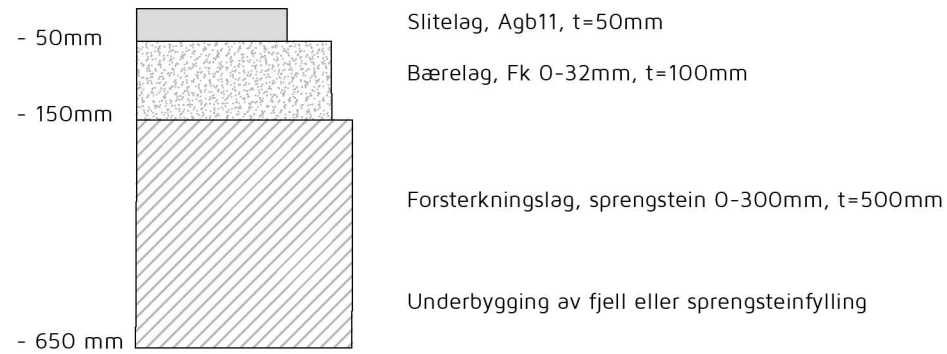 Slitelag, Agb11, t=50mm
- 50mm
Bærelag, Fk 0-32mm, t=100mm
- 150mm
Forsterkningslag, sprengstein 0-300mm, t=500mm
Underbygging av fjell eller sprengsteinfylling
- 650 mm